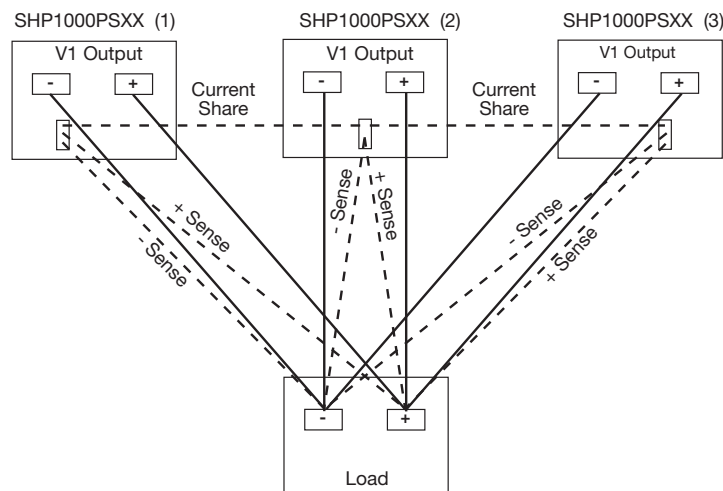 SHP1000PSXX (1)
SHP1000PSXX (2)
SHP1000PSXX (3)
V1 Output
V1 Output
V1 Output
- +
- +
- +
Current
Share
Current
Share
+ Sense
- Sense
- Sense
+ Sense
- Sense
+ Sense
- +
Load